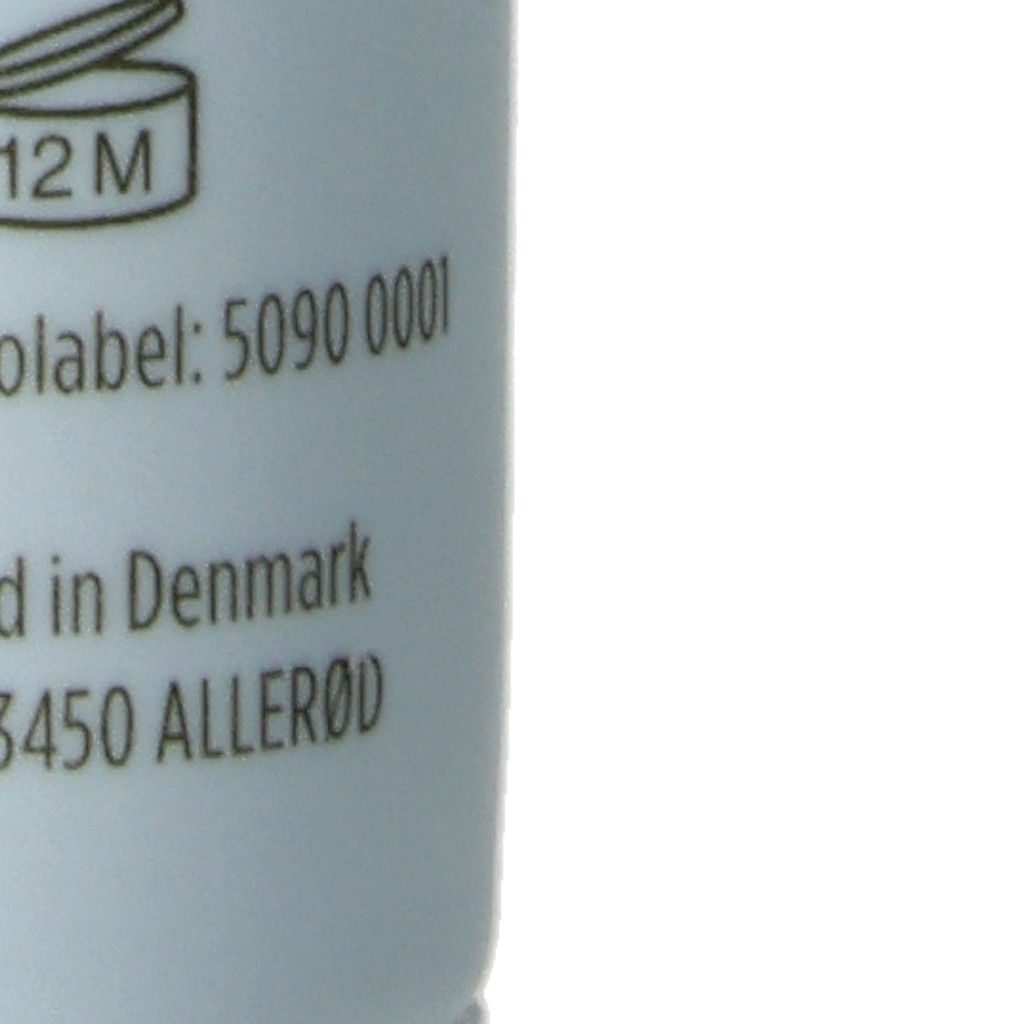 12 M
olabel: 5090 0001
d in Denmark
3450 ALLERØD